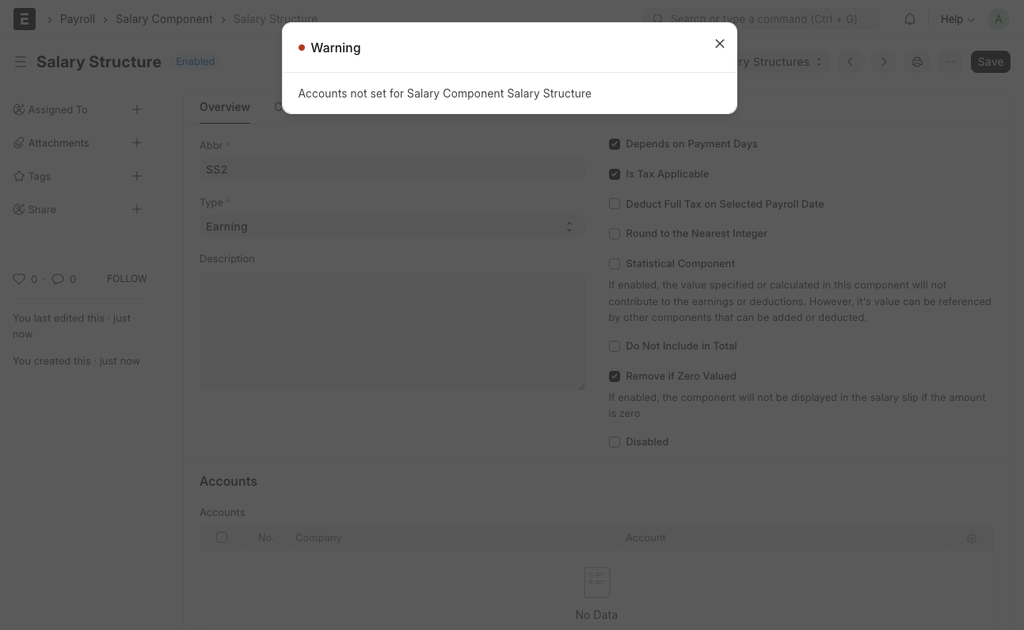 E
Payroll
Salary Component
Salary Structure
Search or type a command (Ctrl + G)
Help
A
Salary Structure
Enabled
ry Structures
Save
Warning
Accounts not set for Salary Component Salary Structure
Assigned To
Attachments
Tags
Share
0 · 0 FOLLOW
You last edited this · just
now
You created this · just now
Overview
Abbr *
SS2
Type *
Earning
Description
Depends on Payment Days
Is Tax Applicable
Deduct Full Tax on Selected Payroll Date
Round to the Nearest Integer
Statistical Component
If enabled, the value specified or calculated in this component will not
contribute to the earnings or deductions. However, it's value can be referenced
by other components that can be added or deducted.
Do Not Include in Total
Remove if Zero Valued
If enabled, the component will not be displayed in the salary slip if the amount
is zero
Disabled
Accounts
Accounts
No. Company Account
No Data